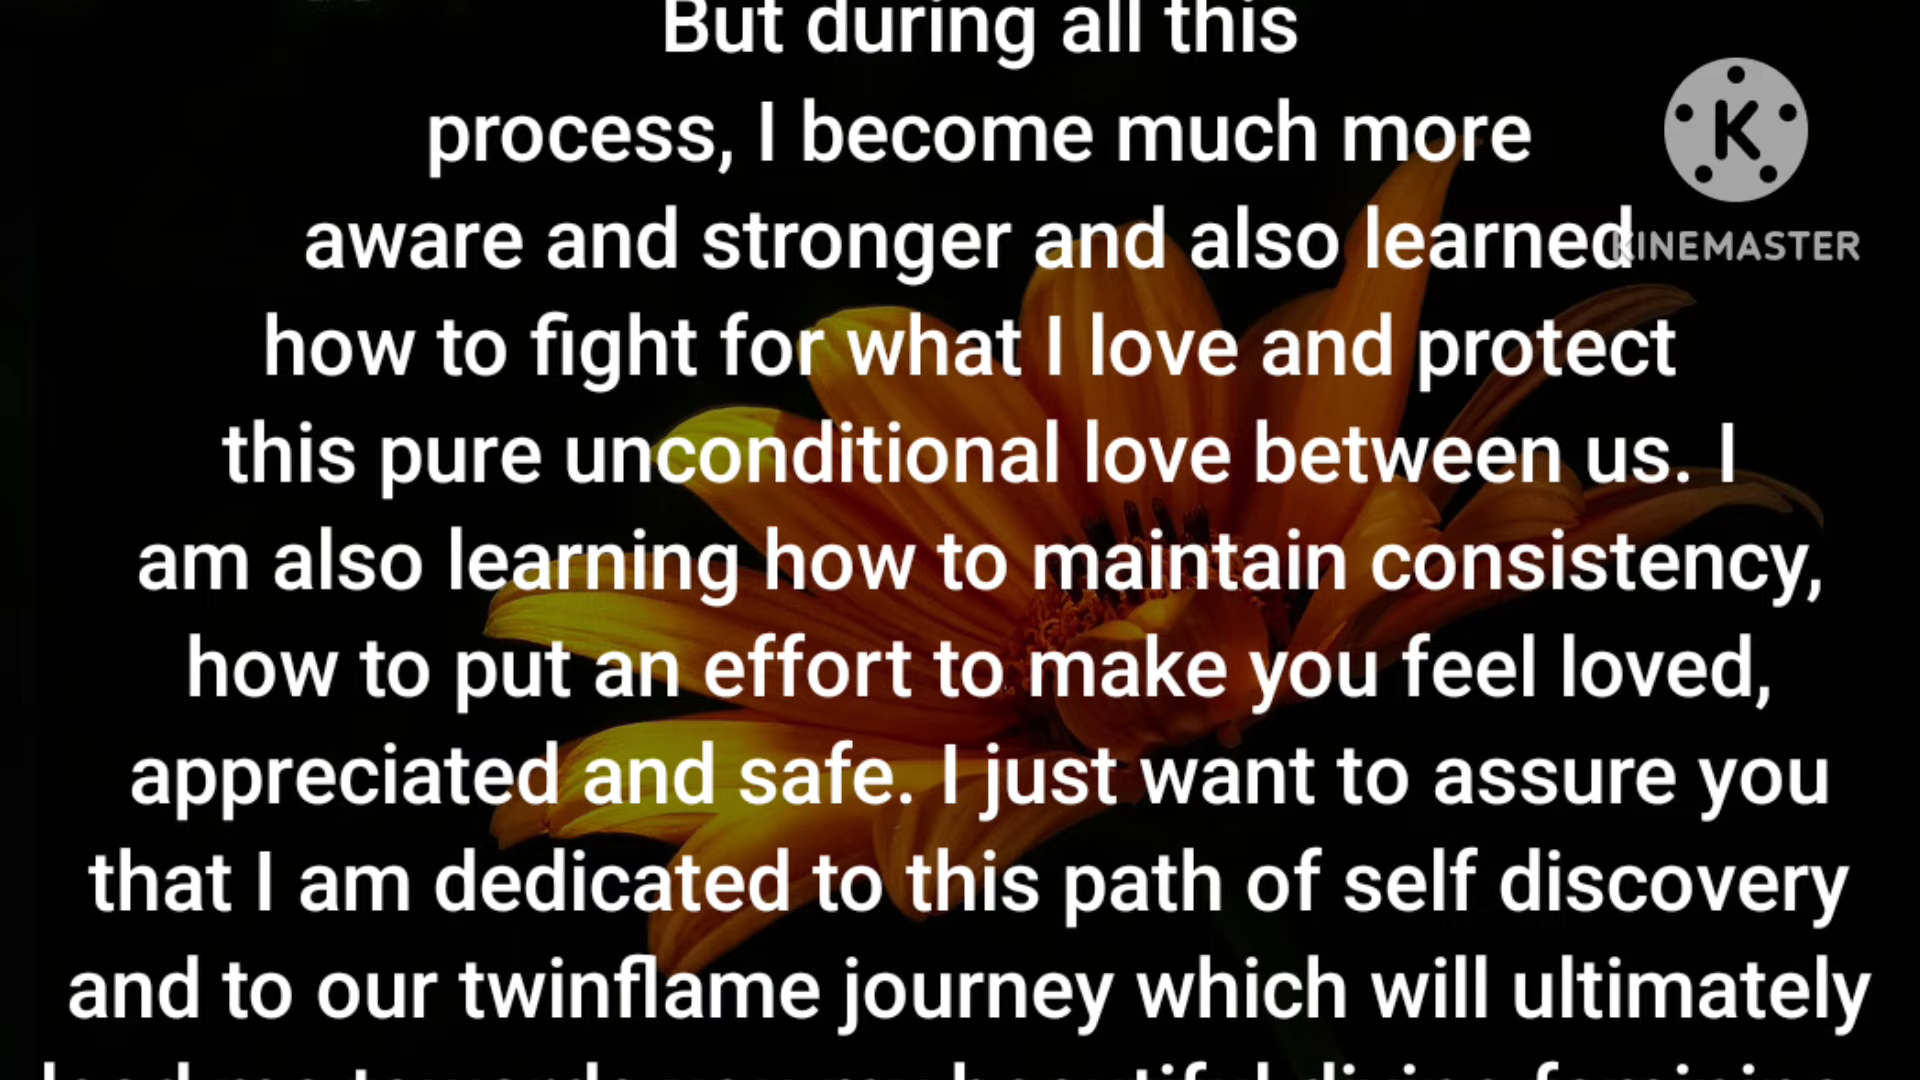 But during all this
process, I become much more
aware and stronger and also learned
how to fight for what I love and protect
this pure unconditional love between us. I
am also learning how to maintain consistency,
how to put an effort to make you feel loved,
appreciated and safe. I just want to assure you
that I am dedicated to this path of self discovery
and to our twinflame journey which will ultimately
K
KINEMASTER